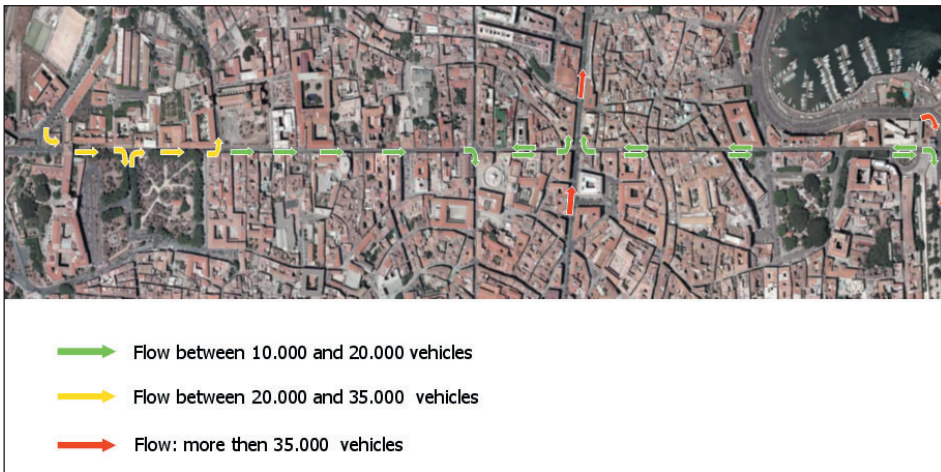 Flow between 10.000 and 20.000 vehicles
Flow between 20.000 and 35.000 vehicles
Flow: more then 35.000 vehicles